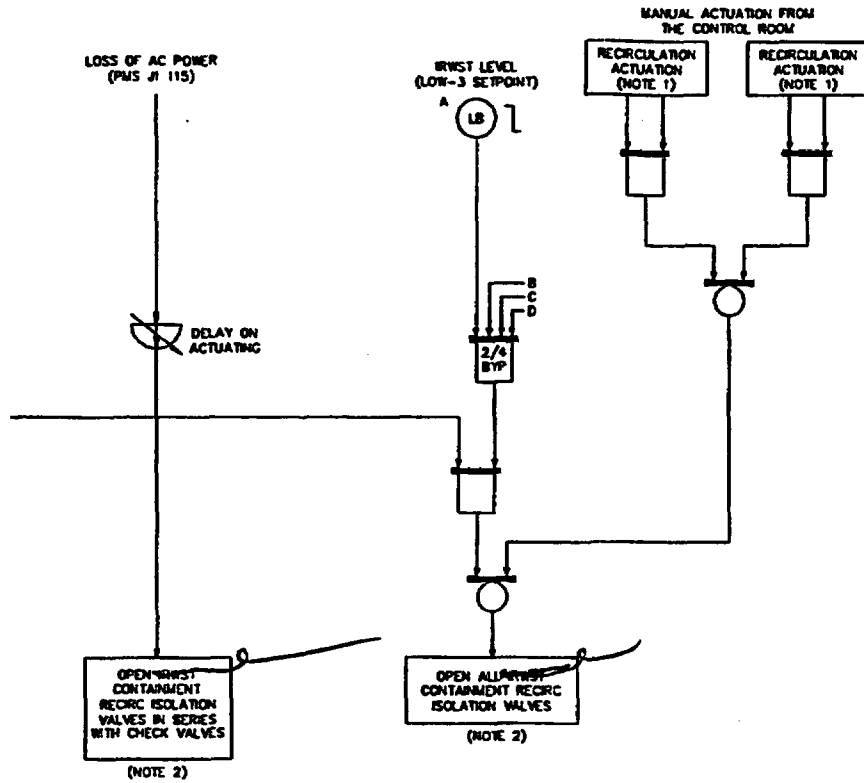 MANUAL ACTUATION FROM
THE CONTROL ROOM
LOSS OF AC POWER
(PMS J1 115)
IRWST LEVEL
(LOW-3 SETPOINT)
RECIRCULATION
ACTUATION
(NOTE 1)
RECIRCULATION
ACTUATION
(NOTE 1)
A
LB
B
C
D
DELAY ON
ACTUATING
2/4
BYP
OPEN IRWST
CONTAINMENT
RECIRC ISOLATION
VALVES IN SERIES
WITH CHECK VALVES
(NOTE 2)
OPEN ALL IRWST
CONTAINMENT RECIRC
ISOLATION VALVES
(NOTE 2)